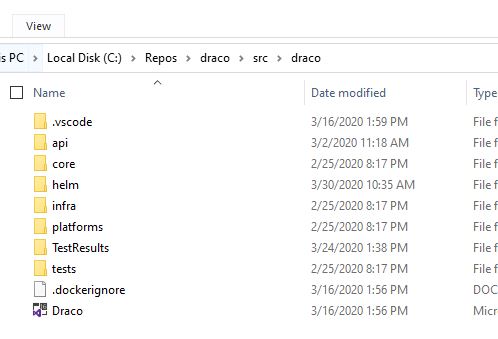 View
is PC > Local Disk (C:) > Repos > draco > src > draco
Name Date modified Type
.vscode 3/16/2020 1:59 PM File f
api 3/2/2020 11:18 AM File f
core 2/25/2020 8:17 PM File f
helm 3/30/2020 10:35 AM File f
infra 2/25/2020 8:17 PM File f
platforms 2/25/2020 8:17 PM File f
TestResults 3/24/2020 1:38 PM File f
tests 2/25/2020 8:17 PM File f
.dockerignore 3/16/2020 1:56 PM DOC
Draco 3/16/2020 1:56 PM Micr